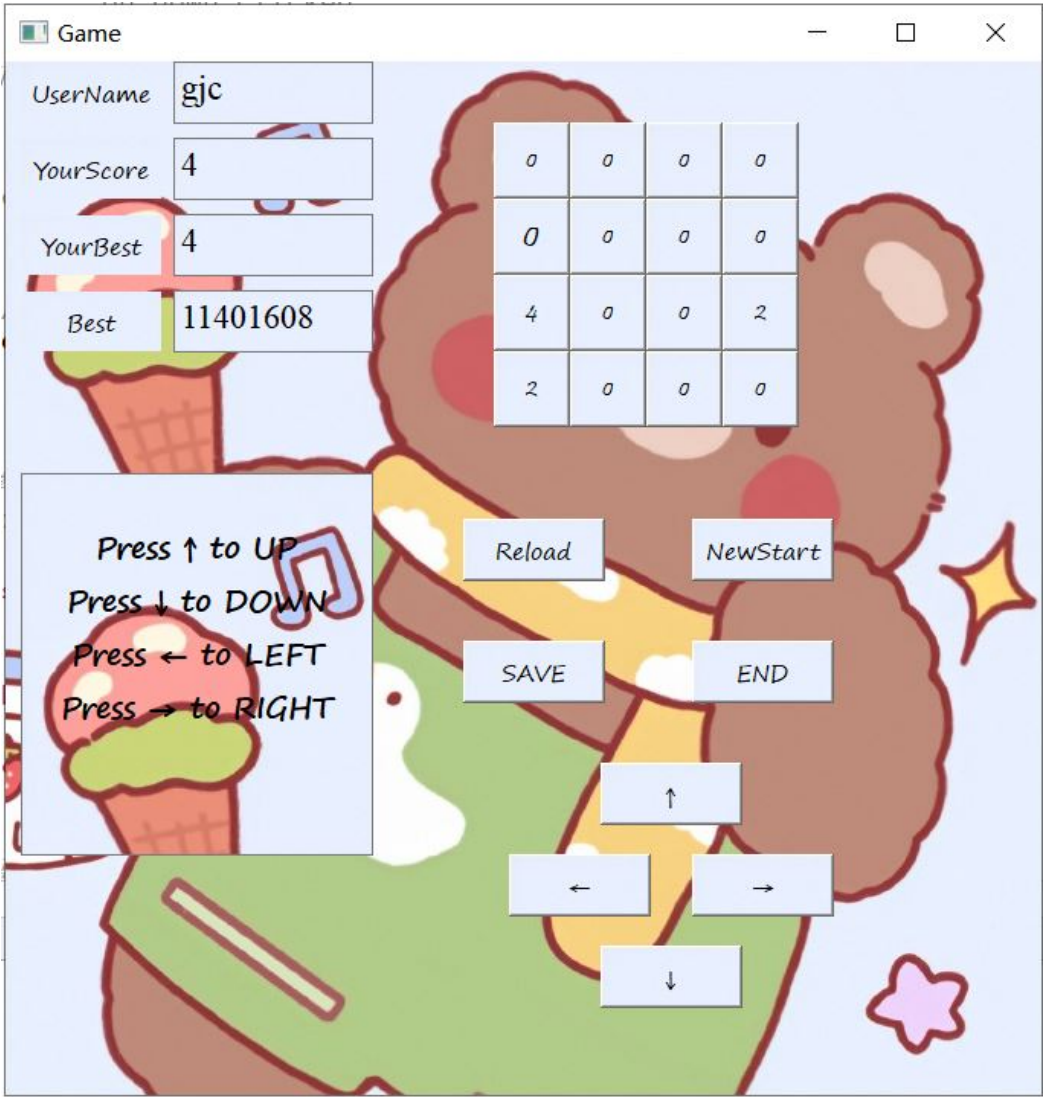 Game
UserName gjc
YourScore 4
YourBest 4
Best 11401608
0 0 0 0
0 0 0 0
4 0 0 2
2 0 0 0
Press ↑ to UP
Press ↓ to DOWN
Press ← to LEFT
Press → to RIGHT
Reload NewStart
SAVE END
↑
← →
↓